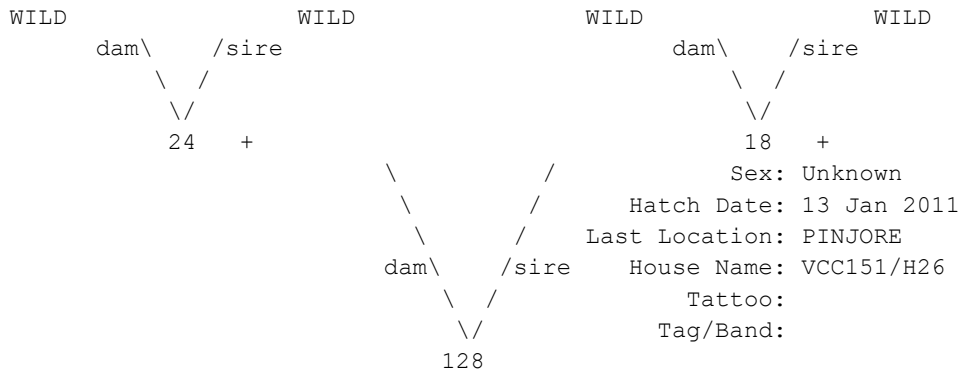 WILD WILD WILD WILD
dam\ /sire dam\ /sire
\ / \ /
\/ \/
24 + 18 +
\ / Sex: Unknown
\ / Hatch Date: 13 Jan 2011
\ / Last Location: PINJORE
dam\ /sire House Name: VCC151/H26
\ / Tattoo:
\/ Tag/Band:
128